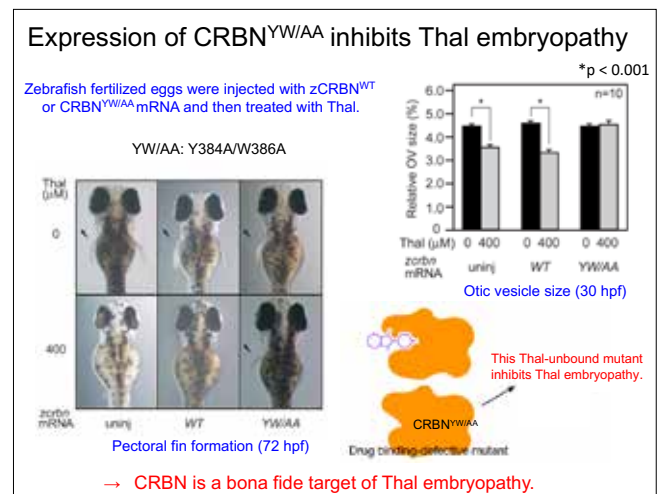 Expression of CRBNYW/AA inhibits Thal embryopathy
*p < 0.001
Zebrafish fertilized eggs were injected with zCRBNWT
or CRBNYW/AA mRNA and then treated with Thal.
YW/AA: Y384A/W386A
Thal
(μM)
0
400
zcrbn
mRNA
uninj
WT
YW/AA
Pectoral fin formation (72 hpf)
n=10
Relative OV size (%)
6.0
5.0
4.0
3.0
2.0
1.0
0
*
*
Thal (μM) 0 400 0 400 0 400
zcrbn
mRNA
uninj
WT
YW/AA
Otic vesicle size (30 hpf)
This Thal-unbound mutant
inhibits Thal embryopathy.
CRBNYW/AA
Drug binding-defective mutant
→ CRBN is a bona fide target of Thal embryopathy.